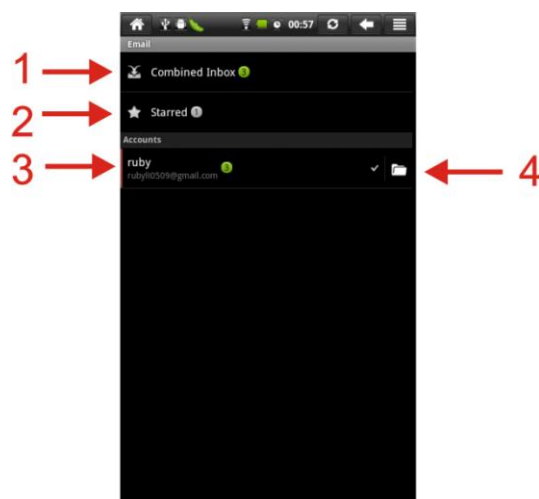 00:57
Email
1
Combined Inbox 3
2
Starred 1
Accounts
3
ruby 3
rubyli0509@gmail.com
4